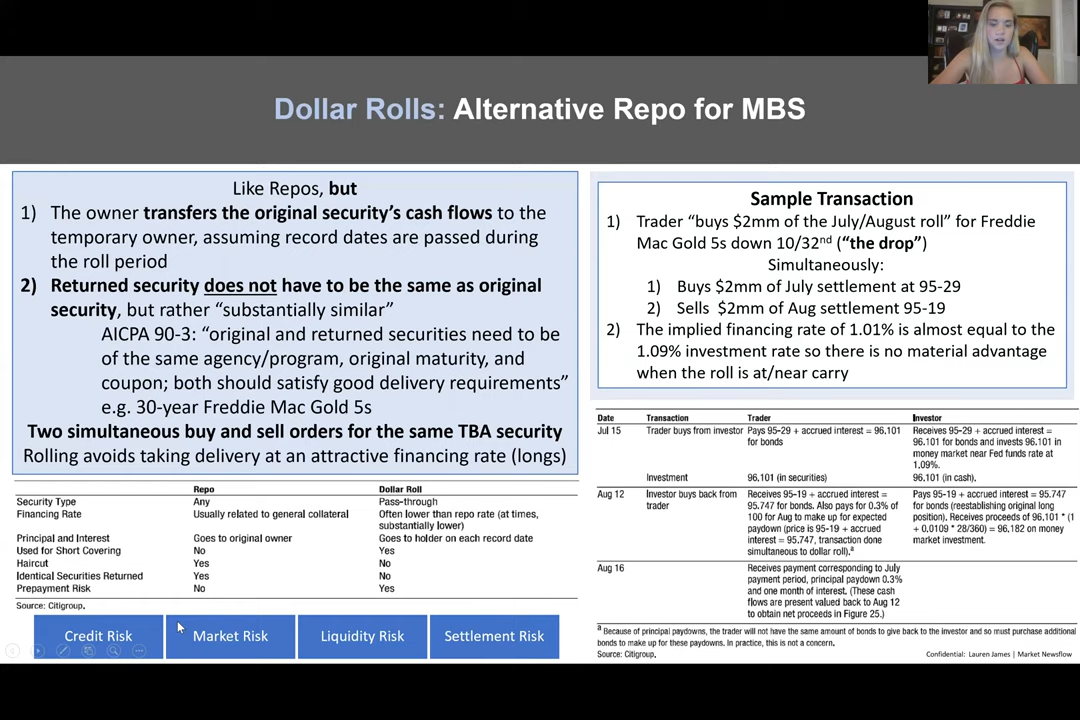 Dollar Rolls: Alternative Repo for MBS
Like Repos, but
1) The owner transfers the original security's cash flows to the
temporary owner, assuming record dates are passed during
the roll period
2) Returned security does not have to be the same as original
security, but rather “substantially similar”
AICPA 90-3: “original and returned securities need to be
of the same agency/program, original maturity, and
coupon; both should satisfy good delivery requirements”
e.g. 30-year Freddie Mac Gold 5s
Two simultaneous buy and sell orders for the same TBA security
Rolling avoids taking delivery at an attractive financing rate (longs)
Repo Dollar Roll
Security Type Any Pass-through
Financing Rate Usually related to general collateral Often lower than repo rate (at times,
substantially lower)
Principal and Interest Goes to original owner Goes to holder on each record date
Used for Short Covering No Yes
Haircut Yes No
Identical Securities Returned Yes No
Prepayment Risk No Yes
Source: Citigroup.
Credit Risk Market Risk Liquidity Risk Settlement Risk
Sample Transaction
1) Trader “buys $2mm of the July/August roll” for Freddie
Mac Gold 5s down 10/32nd (“the drop”)
Simultaneously:
1) Buys $2mm of July settlement at 95-29
2) Sells $2mm of Aug settlement 95-19
2) The implied financing rate of 1.01% is almost equal to the
1.09% investment rate so there is no material advantage
when the roll is at/near carry
Date Transaction Trader Investor
Jul 15 Trader buys from investor Pays 95-29 + accrued interest = 96.101 Receives 95-29 + accrued interest =
for bonds 96.101 for bonds and invests 96.101 in
money market near Fed funds rate at
1.09%.
Investment 96.101 (in securities) 96.101 (in cash).
Aug 12 Investor buys back from Receives 95-19 + accrued interest = Pays 95-19 + accrued interest = 95.747
trader 95.747 for bonds. Also pays for 0.3% of for bonds (reestablishing original long
100 for Aug to make up for expected position). Receives proceeds of 96.101 * (1
paydown (price is 95-19 + accrued + 0.0109 * 28/360) = 96.182 on money
interest = 95.747, transaction done market investment.
simultaneous to dollar roll).a
Aug 16 Receives payment corresponding to July
payment period, principal paydown 0.3%
and one month of interest. (These cash
flows are present valued back to Aug 12
to obtain net proceeds in Figure 25.)
a Because of principal paydowns, the trader will not have the same amount of bonds to give back to the investor and so must purchase additional
bonds to make up for these paydowns. In practice, this is not a concern.
Source: Citigroup.
Confidential: Lauren James | Market Newsflow